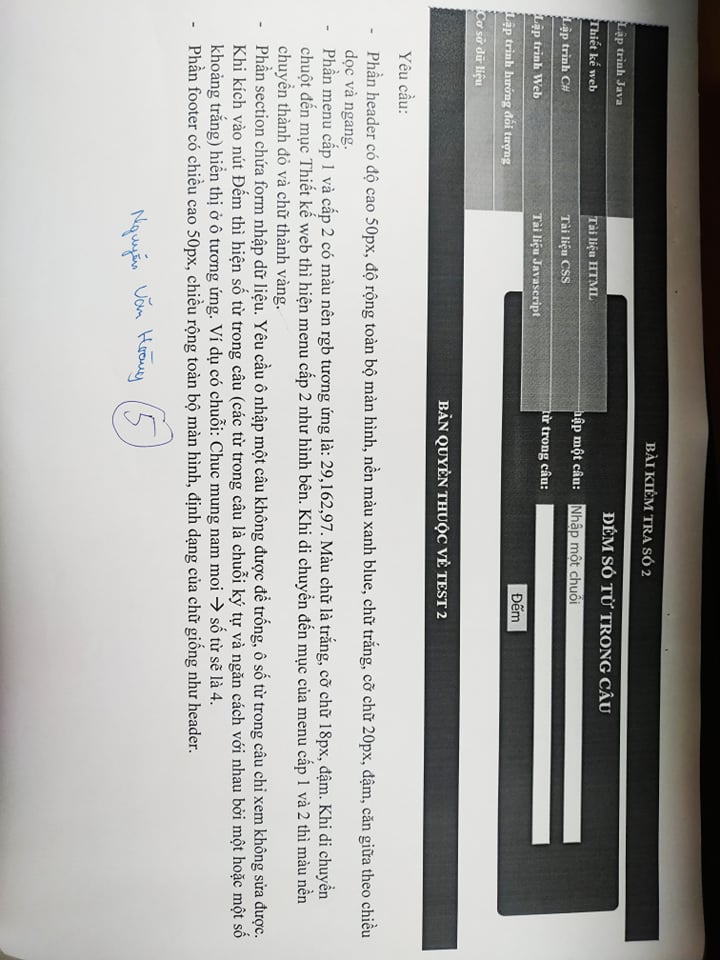 BÀI KIỂM TRA SỐ 2
Lập trình Java
Thiết kế web
Tài liệu HTML
Lập trình C#
Tài liệu CSS
Lập trình Web
Tài liệu Javascript
Lập trình hướng đối tượng
Cơ sở dữ liệu
ĐẾM SỐ TỪ TRONG CÂU
hập một câu: Nhập một chuỗi
từ trong câu:
Đếm
BẢN QUYỀN THUỘC VỀ TEST 2
Yêu cầu:
- Phần header có độ cao 50px, độ rộng toàn bộ màn hình, nền màu xanh blue, chữ trắng, cỡ chữ 20px, đậm, căn giữa theo chiều
dọc và ngang.
- Phần menu cấp 1 và cấp 2 có màu nên rgb tương ứng là: 29,162,97. Màu chữ là trắng, cỡ chữ 18px, đậm. Khi di chuyển
chuột đến mục Thiết kế web thì hiện menu cấp 2 như hình bên. Khi di chuyển đến mục của menu cấp 1 và 2 thì màu nền
chuyển thành đỏ và chữ thành vàng.
- Phần section chứa form nhập dữ liệu. Yêu cầu ô nhập một câu không được để trống, ô số từ trong câu chỉ xem không sửa được.
Khi kích vào nút Đếm thì hiện số từ trong câu (các từ trong câu là chuỗi ký tự và ngăn cách với nhau bởi một hoặc một số
khoảng trắng) hiển thị ở ô tương ứng. Ví dụ có chuỗi: Chuc mung nam moi → số từ sẽ là 4.
- Phần footer có chiều cao 50px, chiều rộng toàn bộ màn hình, định dạng của chữ giống như header.
Nguyễn Văn Hoàng 5